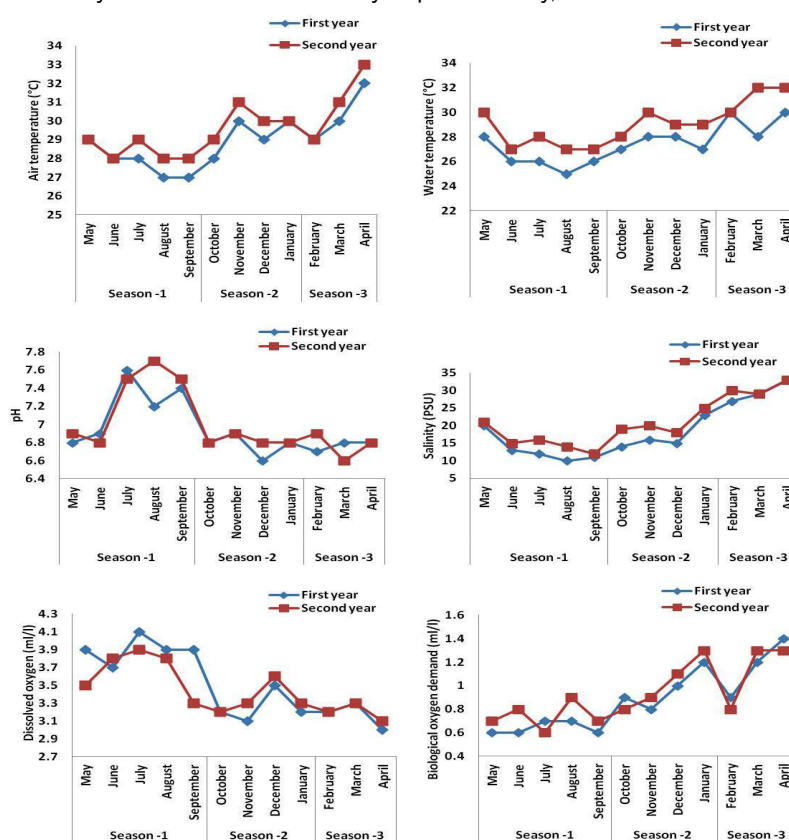 First year
Second year
Air temperature (°C)
34
33
32
31
30
29
28
27
26
25
May
June
July
August
September
October
November
December
January
February
March
April
Season -1
Season -2
Season -3
First year
Second year
Water temperature (°C)
34
32
30
28
26
24
22
May
June
July
August
September
October
November
December
January
February
March
April
Season -1
Season -2
Season -3
First year
Second year
pH
7.8
7.6
7.4
7.2
7
6.8
6.6
6.4
May
June
July
August
September
October
November
December
January
February
March
April
Season -1
Season -2
Season -3
First year
Second year
Salinity (PSU)
35
30
25
20
15
10
5
May
June
July
August
September
October
November
December
January
February
March
April
Season -1
Season -2
Season -3
First year
Second year
Dissolved oxygen (ml/l)
4.3
4.1
3.9
3.7
3.5
3.3
3.1
2.9
2.7
May
June
July
August
September
October
November
December
January
February
March
April
Season -1
Season -2
Season -3
First year
Second year
Biological oxygen demand (ml/l)
1.6
1.4
1.2
1
0.8
0.6
0.4
May
June
July
August
September
October
November
December
January
February
March
April
Season -1
Season -2
Season -3